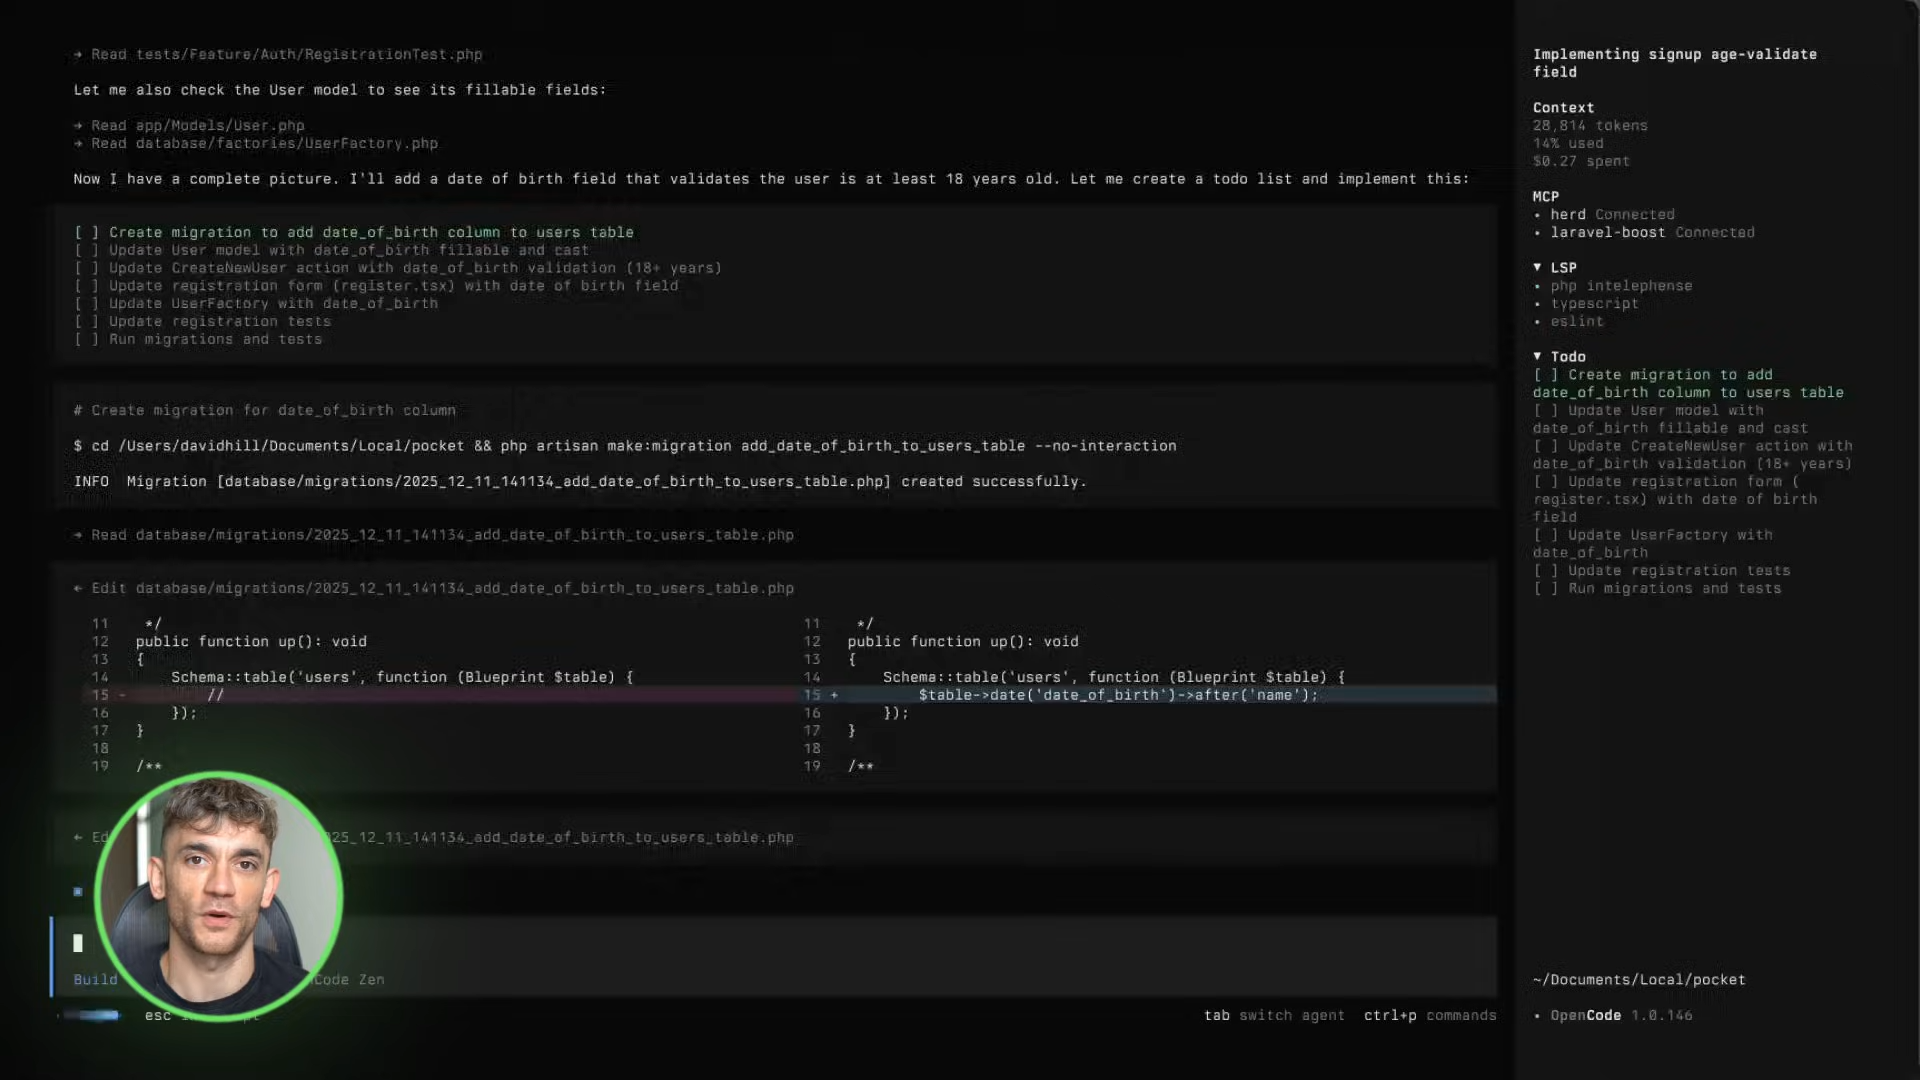 → Read tests/Feature/Auth/RegistrationTest.php
Let me also check the User model to see its fillable fields:
→ Read app/Models/User.php
→ Read database/factories/UserFactory.php
Now I have a complete picture. I'll add a date of birth field that validates the user is at least 18 years old. Let me create a todo list and implement this:
[ ] Create migration to add date_of_birth column to users table
[ ] Update User model with date_of_birth fillable and cast
[ ] Update CreateNewUser action with date_of_birth validation (18+ years)
[ ] Update registration form (register.tsx) with date of birth field
[ ] Update UserFactory with date_of_birth
[ ] Update registration tests
[ ] Run migrations and tests
# Create migration for date_of_birth column
$ cd /Users/davidhill/Documents/Local/pocket && php artisan make:migration add_date_of_birth_to_users_table --no-interaction
INFO  Migration [database/migrations/2025_12_11_141134_add_date_of_birth_to_users_table.php] created successfully.
→ Read database/migrations/2025_12_11_141134_add_date_of_birth_to_users_table.php
← Edit database/migrations/2025_12_11_141134_add_date_of_birth_to_users_table.php
11 */
12 public function up(): void
13 {
14 Schema::table('users', function (Blueprint $table) {
15 - //
16 });
17 }
18
19 /**
11 */
12 public function up(): void
13 {
14 Schema::table('users', function (Blueprint $table) {
15 + $table->date('date_of_birth')->after('name');
16 });
17 }
18
19 /**
← Ed 25_12_11_141134_add_date_of_birth_to_users_table.php
Build Code Zen
esc
tab switch agent ctrl+p commands
Implementing signup age-validate
field
Context
28,814 tokens
14% used
$0.27 spent
MCP
• herd Connected
• laravel-boost Connected
▼ LSP
• php intelephense
• typescript
• eslint
▼ Todo
[ ] Create migration to add
date_of_birth column to users table
[ ] Update User model with
date_of_birth fillable and cast
[ ] Update CreateNewUser action with
date_of_birth validation (18+ years)
[ ] Update registration form (
register.tsx) with date of birth
field
[ ] Update UserFactory with
date_of_birth
[ ] Update registration tests
[ ] Run migrations and tests
~/Documents/Local/pocket
• OpenCode 1.0.146